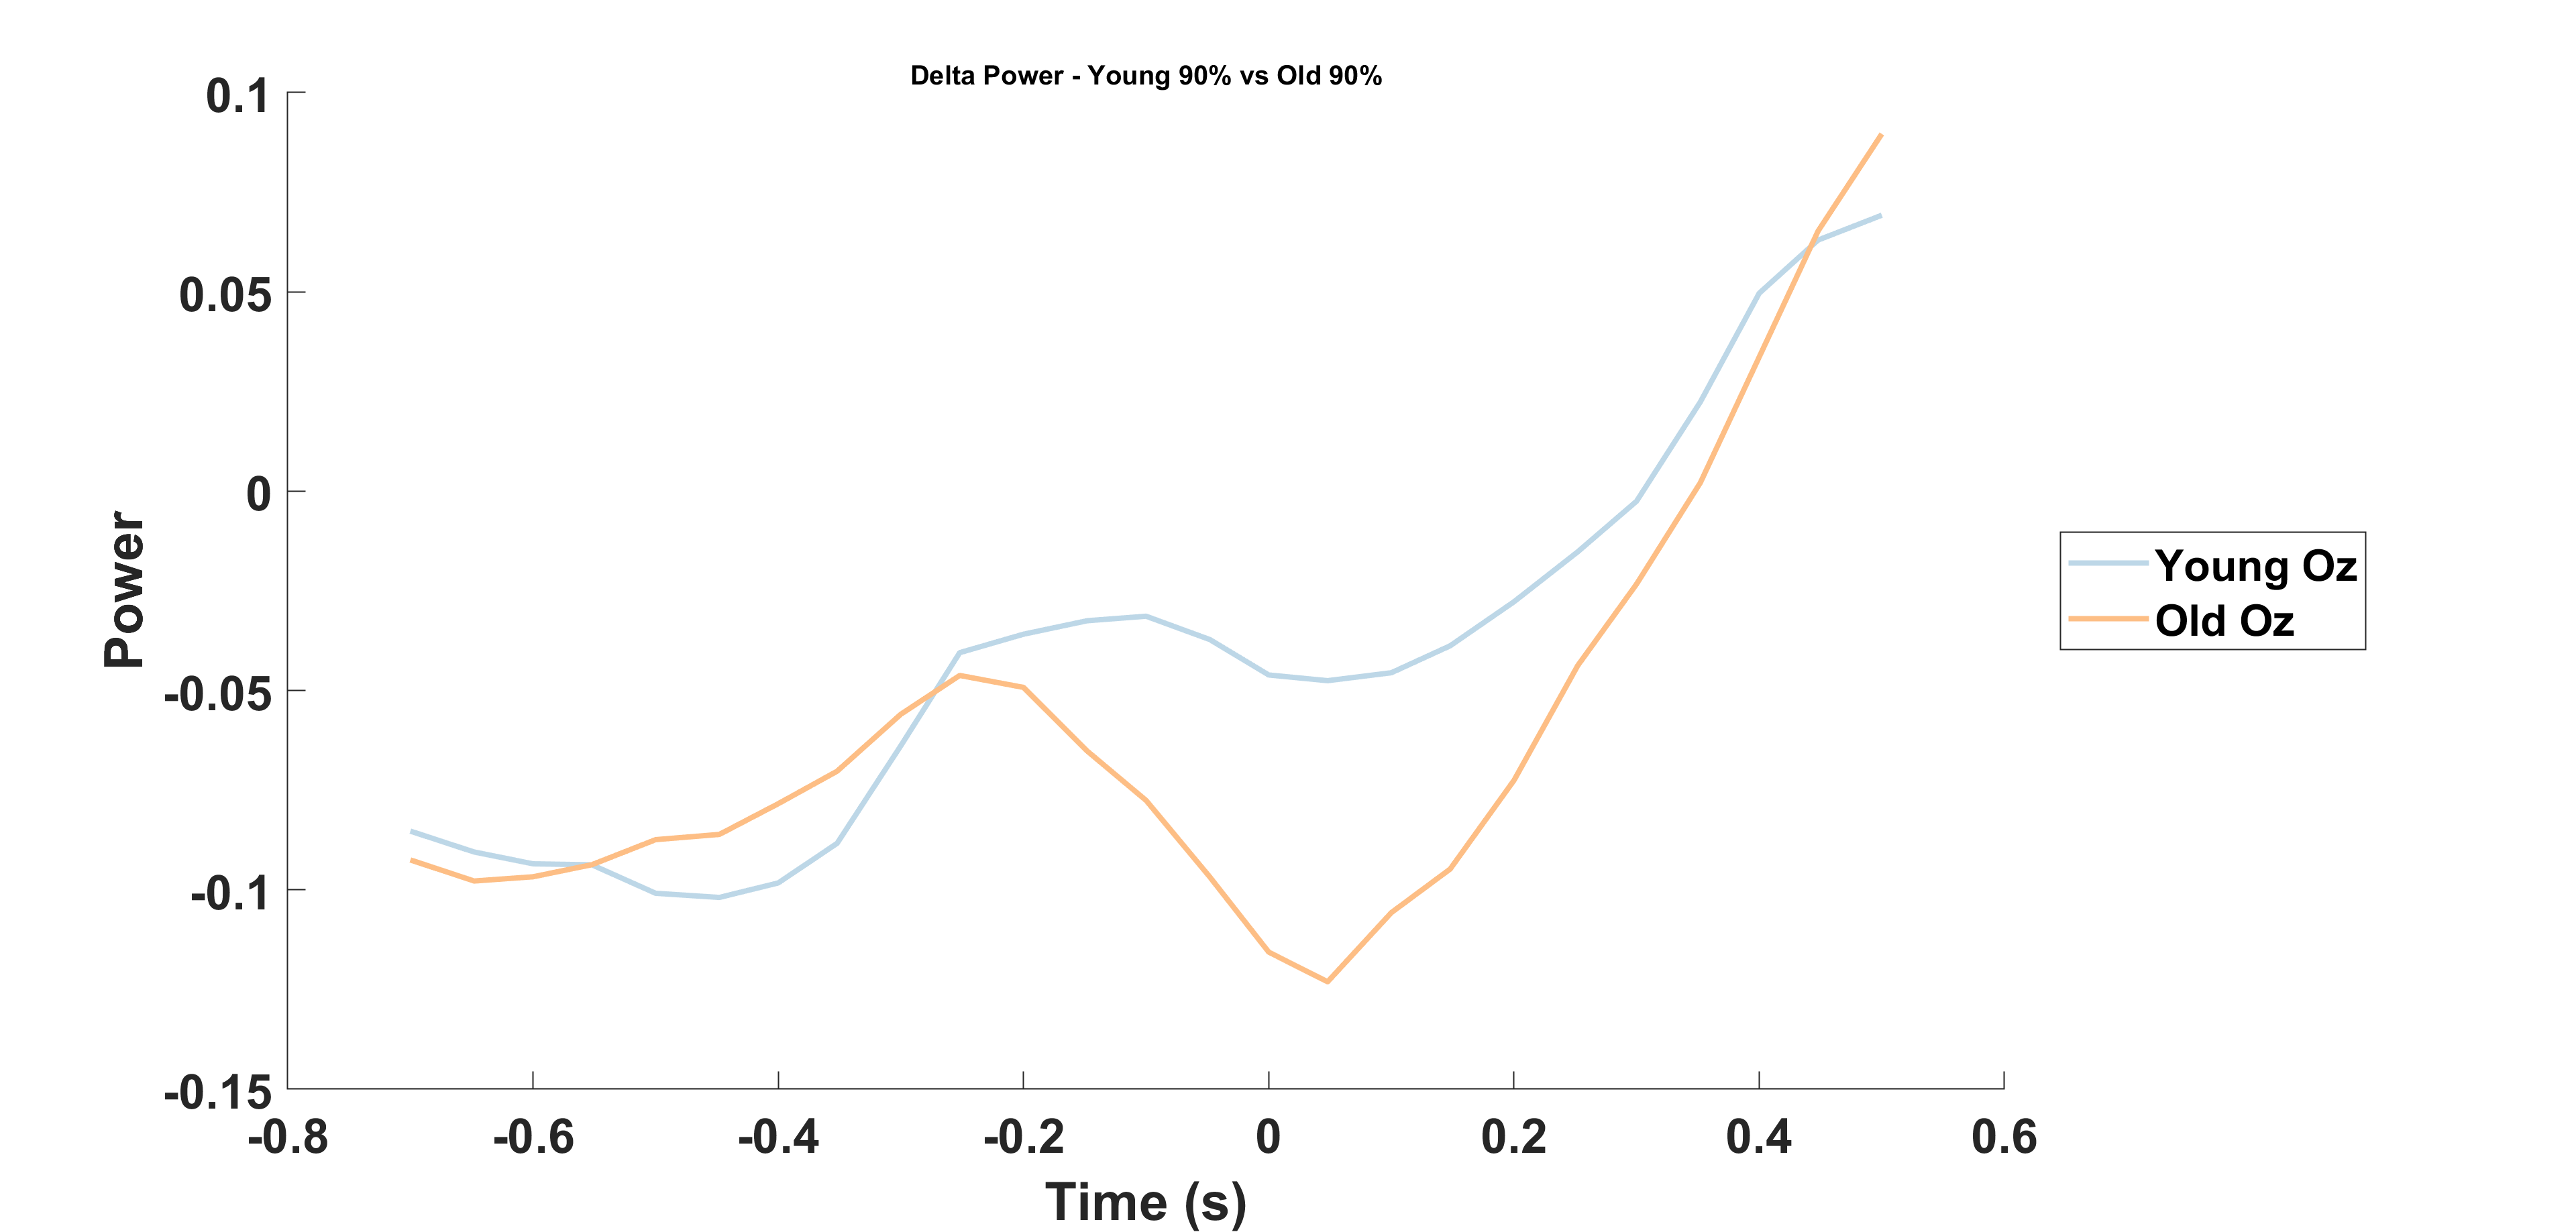 Delta Power - Young 90% vs Old 90%
0.1
0.05
0
-0.05
-0.1
-0.15
Power
-0.8 -0.6 -0.4 -0.2 0 0.2 0.4 0.6
Time (s)
Young Oz
Old Oz